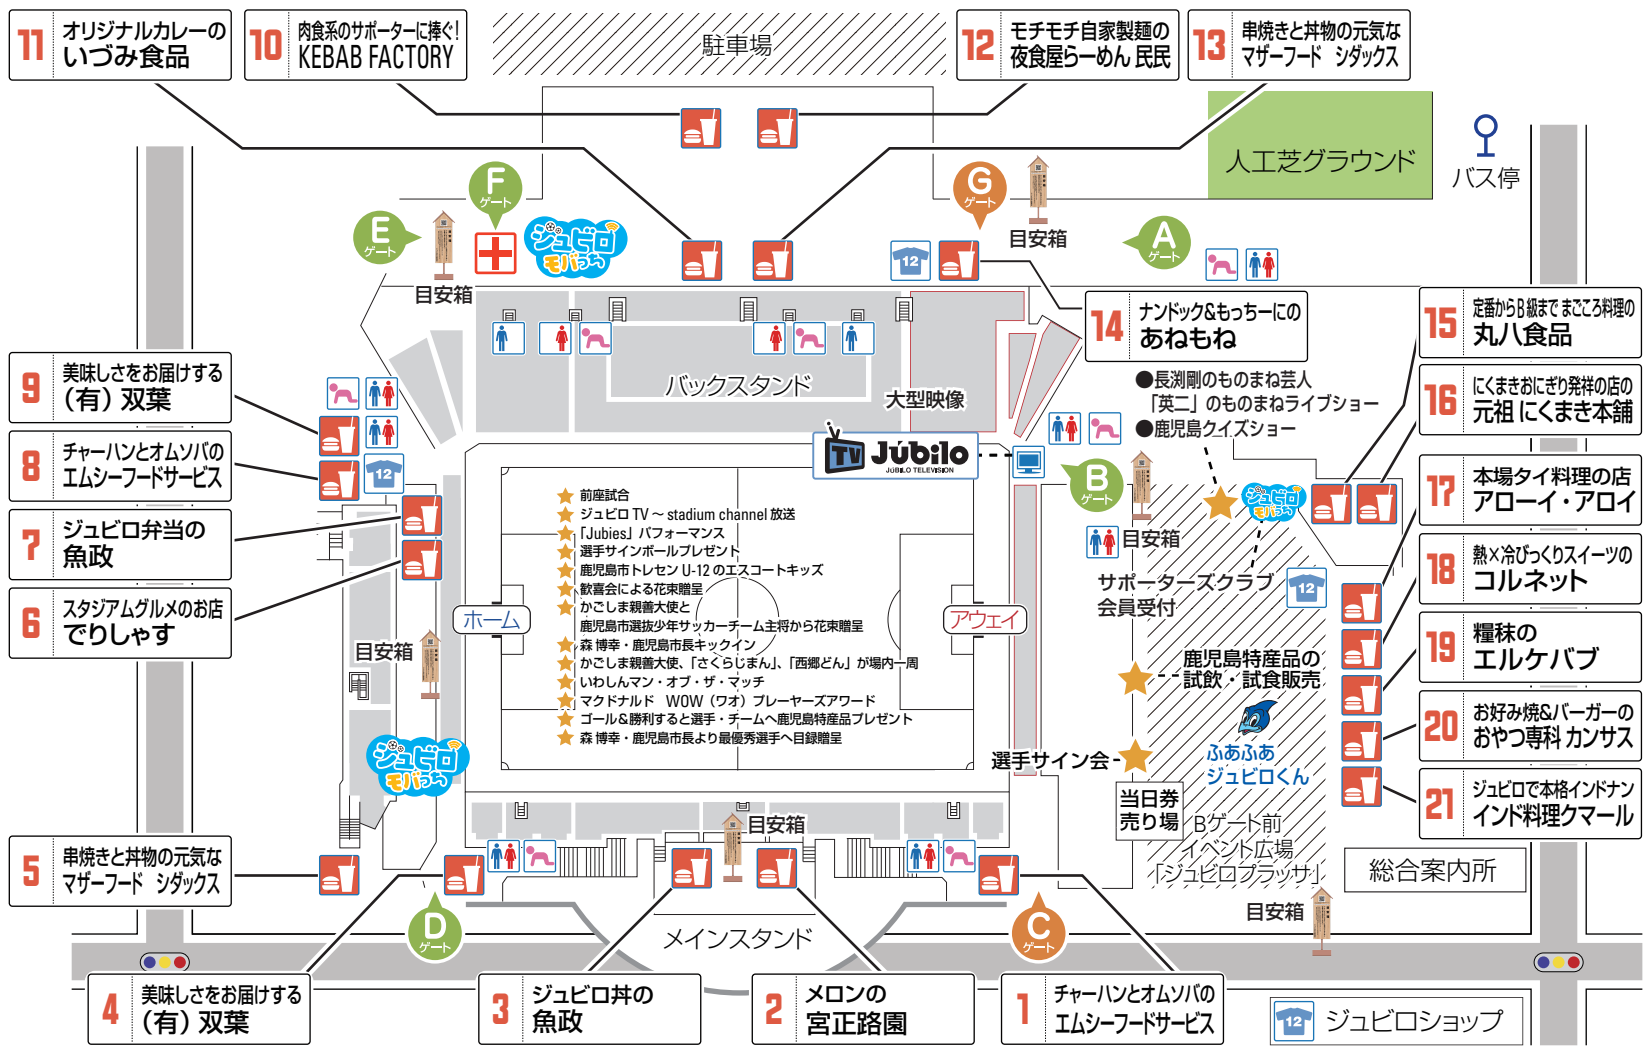 11
オリジナルカレーの
いづみ食品
10
肉食系のサポーターに捧ぐ!
KEBAB FACTORY
駐車場
12
モチモチ自家製麺の
夜食屋らーめん 民民
13
串焼きと丼物の元気な
マザーフード シダックス
人工芝グラウンド
バス停
F
ゲート
G
ゲート
目安箱
E
ゲート
A
ゲート
ジュビロ
モバっち
目安箱
12
14
ナンドック&もっちーにの
あねもね
15
定番からB級まで まごころ料理の
丸八食品
9
美味しさをお届けする
(有) 双葉
バックスタンド
大型映像
●長渕剛のものまね芸人
「英二」のものまねライブショー
●鹿児島クイズショー
16
にくまきおにぎり発祥の店の
元祖 にくまき本舗
8
チャーハンとオムソバの
エムシーフードサービス
12
TV Júbilo
JÚBILO TELEVISION
B
ゲート
17
本場タイ料理の店
アローイ・アロイ
7
ジュビロ弁当の
魚政
前座試合
ジュビロ TV ～ stadium channel 放送
「Jubies」パフォーマンス
選手サインボールプレゼント
鹿児島市トレセン U-12 のエスコートキッズ
歓喜会による花束贈呈
かごしま親善大使と
鹿児島市選抜少年サッカーチーム主将から花束贈呈
森 博幸・鹿児島市長キックイン
かごしま親善大使、「さくらじまん」、「西郷どん」が場内一周
いわしんマン・オブ・ザ・マッチ
マクドナルド WOW（ワオ）プレーヤーズアワード
ゴール＆勝利すると選手・チームへ鹿児島特産品プレゼント
森 博幸・鹿児島市長より最優秀選手へ目録贈呈
ホーム
アウェイ
ジュビロ
モバっち
目安箱
サポーターズクラブ
会員受付
12
18
熱×冷びっくりスイーツの
コルネット
6
スタジアムグルメのお店
でりしゃす
目安箱
19
糧秣の
エルケバブ
鹿児島特産品の
試飲・試食販売
20
お好み焼&バーガーの
おやつ専科 カンサス
ジュビロ
モバっち
選手サイン会
ふあふあ
ジュビロくん
21
ジュビロで本格インドナン
インド料理クマール
当日券
売り場
Bゲート前
イベント広場
「ジュビロプラッサ」
目安箱
5
串焼きと丼物の元気な
マザーフード シダックス
総合案内所
目安箱
D
ゲート
メインスタンド
C
ゲート
4
美味しさをお届けする
(有) 双葉
3
ジュビロ丼の
魚政
2
メロンの
宮正路園
1
チャーハンとオムソバの
エムシーフードサービス
12
ジュビロショップ